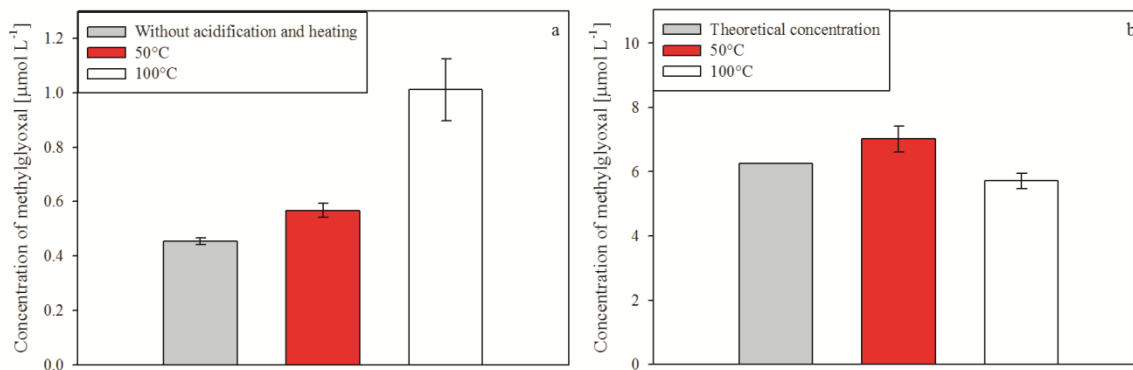 Concentration of methylglyoxal [µmol L⁻¹]
1.2
1.0
0.8
0.6
0.4
0.2
0.0
Without acidification and heating
50°C
100°C
a
Concentration of methylglyoxal [µmol L⁻¹]
10
8
6
4
2
0
Theoretical concentration
50°C
100°C
b